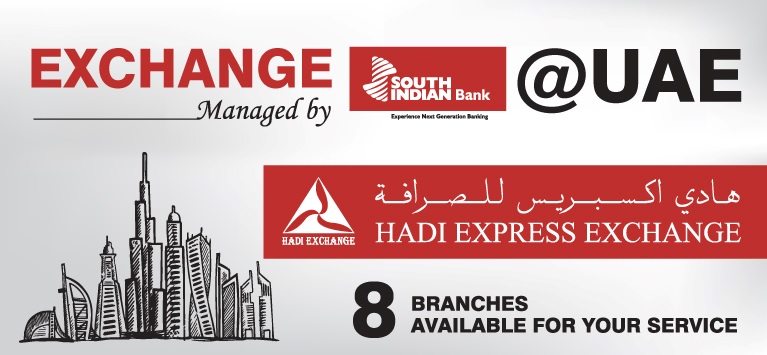 EXCHANGE
Managed by
SOUTH
INDIAN Bank
Experience Next Generation Banking
@UAE
هادي اكسبريس للصرافة
HADI EXCHANGE
HADI EXPRESS EXCHANGE
8 BRANCHES
AVAILABLE FOR YOUR SERVICE